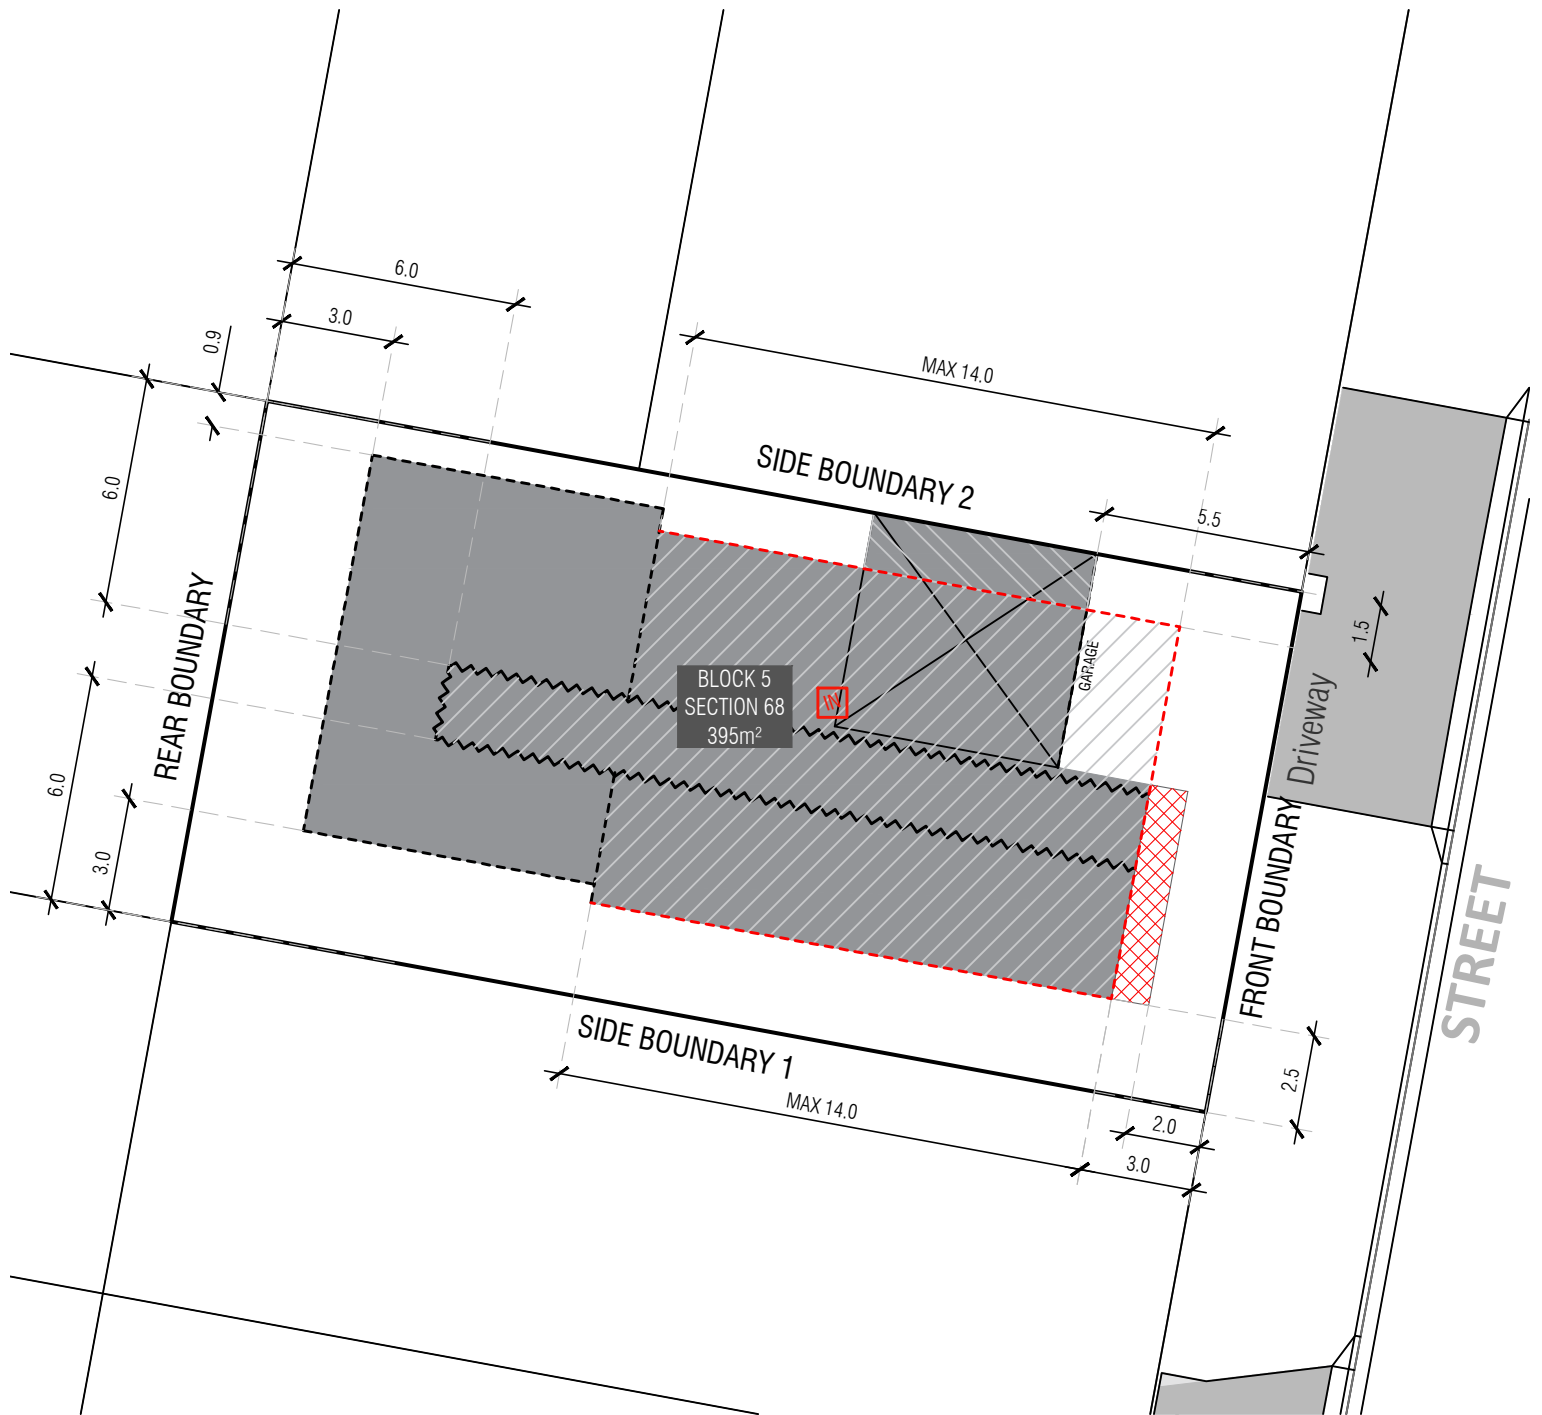 6.0
3.0
0.9
MAX 14.0
SIDE BOUNDARY 2
5.5
6.0
1.5
REAR BOUNDARY
GARAGE
BLOCK 5
SECTION 68
395m²
IN
Driveway
6.0
3.0
FRONT BOUNDARY
STREET
SIDE BOUNDARY 1
MAX 14.0
2.5
2.0
3.0